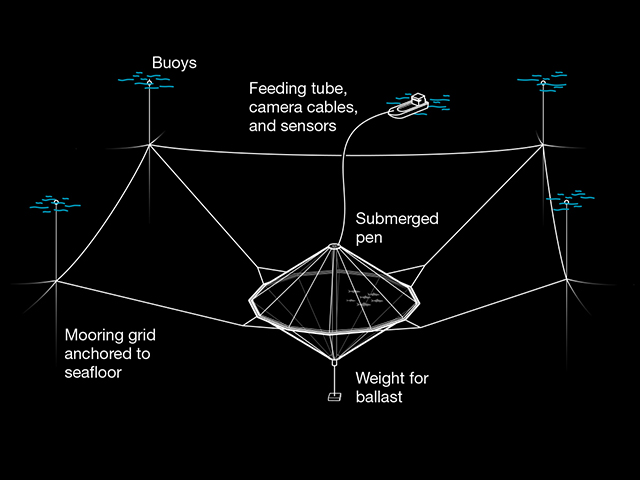 Buoys
Feeding tube,
camera cables,
and sensors
Submerged
pen
Mooring grid
anchored to
seafloor
Weight for
ballast